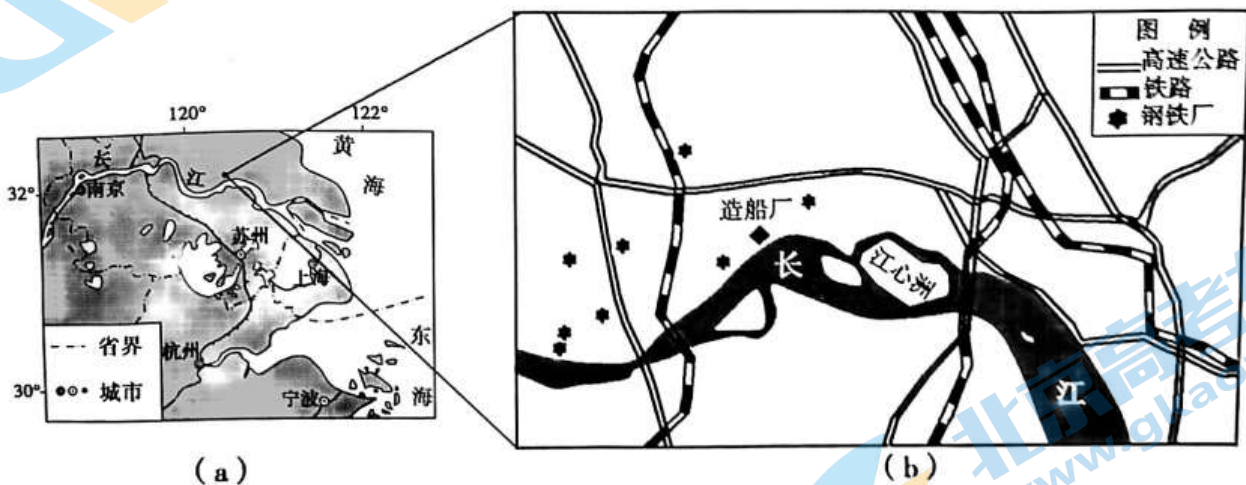 120°
122°
32°
30°
长
江
黄
海
南京
苏州
上海
杭州
宁波
东
海
省界
城市
(a)
图 例
高速公路
铁路
钢铁厂
造船厂
长
江心洲
江
(b)